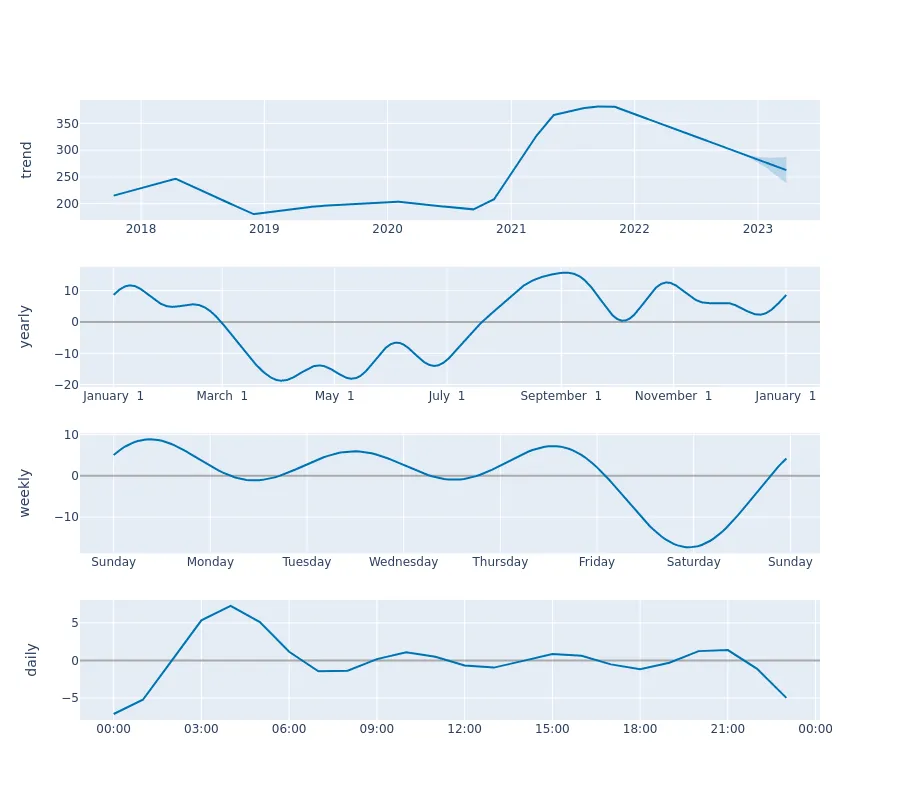 trend
350
300
250
200
2018 2019 2020 2021 2022 2023
yearly
10
0
−10
−20
January 1 March 1 May 1 July 1 September 1 November 1 January 1
weekly
10
0
−10
Sunday Monday Tuesday Wednesday Thursday Friday Saturday Sunday
daily
5
0
−5
00:00 03:00 06:00 09:00 12:00 15:00 18:00 21:00 00:00